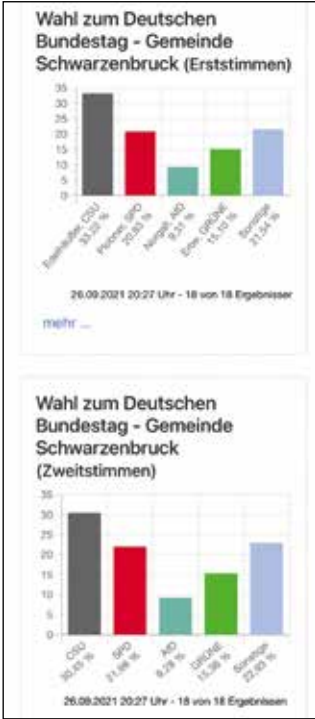 Wahl zum Deutschen
Bundestag - Gemeinde
Schwarzenbruck (Erststimmen)
35
30
25
20
15
10
5
0
CSU
33,22 %
SPD
20,83 %
AfD
9,31 %
GRÜNE
15,10 %
Sonstige
21,54 %
26.09.2021 20:27 Uhr - 18 von 18 Ergebnissen
mehr ...
Wahl zum Deutschen
Bundestag - Gemeinde
Schwarzenbruck
(Zweitstimmen)
35
30
25
20
15
10
5
0
CSU
30,45 %
SPD
21,98 %
AfD
9,28 %
GRÜNE
15,36 %
Sonstige
22,93 %
26.09.2021 20:27 Uhr - 18 von 18 Ergebnissen